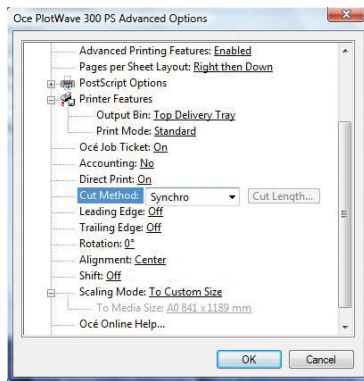 Oce PlotWave 300 PS Advanced Options
Advanced Printing Features: Enabled
Pages per Sheet Layout: Right then Down
PostScript Options
Printer Features
Output Bin: Top Delivery Tray
Print Mode: Standard
Océ Job Ticket: On
Accounting: No
Direct Print: On
Cut Method: Synchro Cut Length...
Leading Edge: Off
Trailing Edge: Off
Rotation: 0°
Alignment: Center
Shift: Off
Scaling Mode: To Custom Size
To Media Size: A0 841 x 1189 mm
Océ Online Help...
OK Cancel